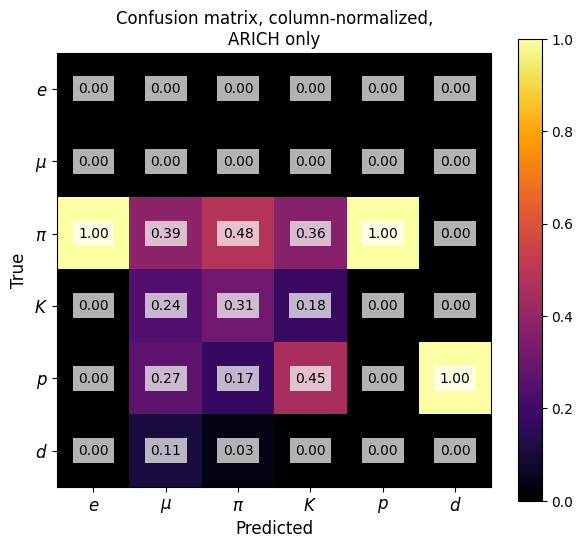 Confusion matrix, column-normalized,
ARICH only
e 0.00 0.00 0.00 0.00 0.00 0.00
μ 0.00 0.00 0.00 0.00 0.00 0.00
π 1.00 0.39 0.48 0.36 1.00 0.00
K 0.00 0.24 0.31 0.18 0.00 0.00
p 0.00 0.27 0.17 0.45 0.00 1.00
d 0.00 0.11 0.03 0.00 0.00 0.00
e μ π K p d
True
Predicted
1.0
0.8
0.6
0.4
0.2
0.0